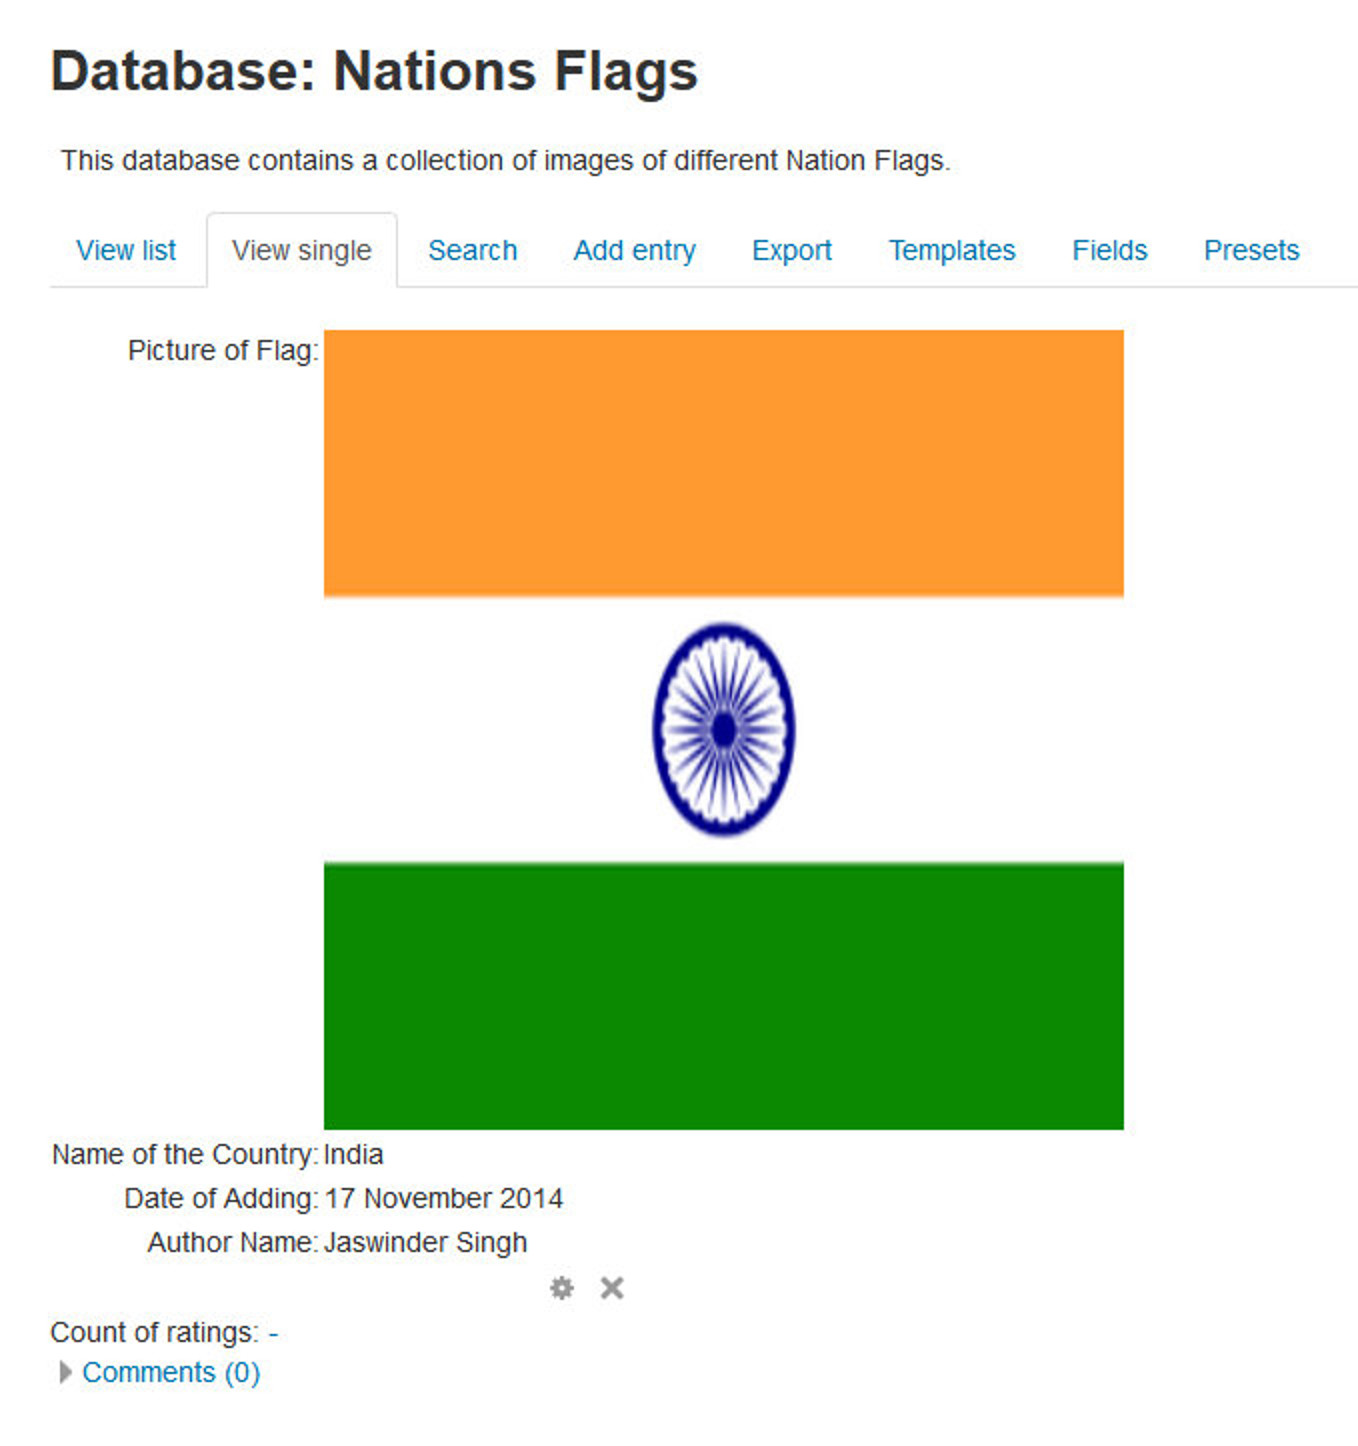 Database: Nations Flags
This database contains a collection of images of different Nation Flags.
View list View single Search Add entry Export Templates Fields Presets
Picture of Flag:
Name of the Country: India
Date of Adding: 17 November 2014
Author Name: Jaswinder Singh
Count of ratings: -
Comments (0)